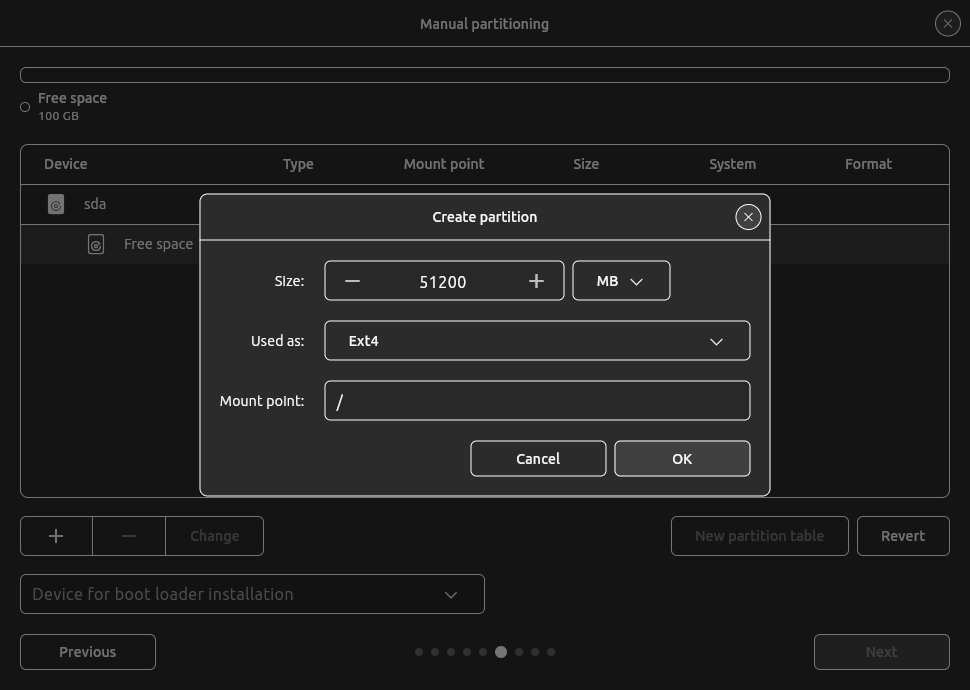 Manual partitioning
Free space
100 GB
Device Type Mount point Size System Format
sda
Free space
Create partition
Size: 51200 MB
Used as: Ext4
Mount point: /
Cancel OK
Change New partition table Revert
Device for boot loader installation
Previous Next